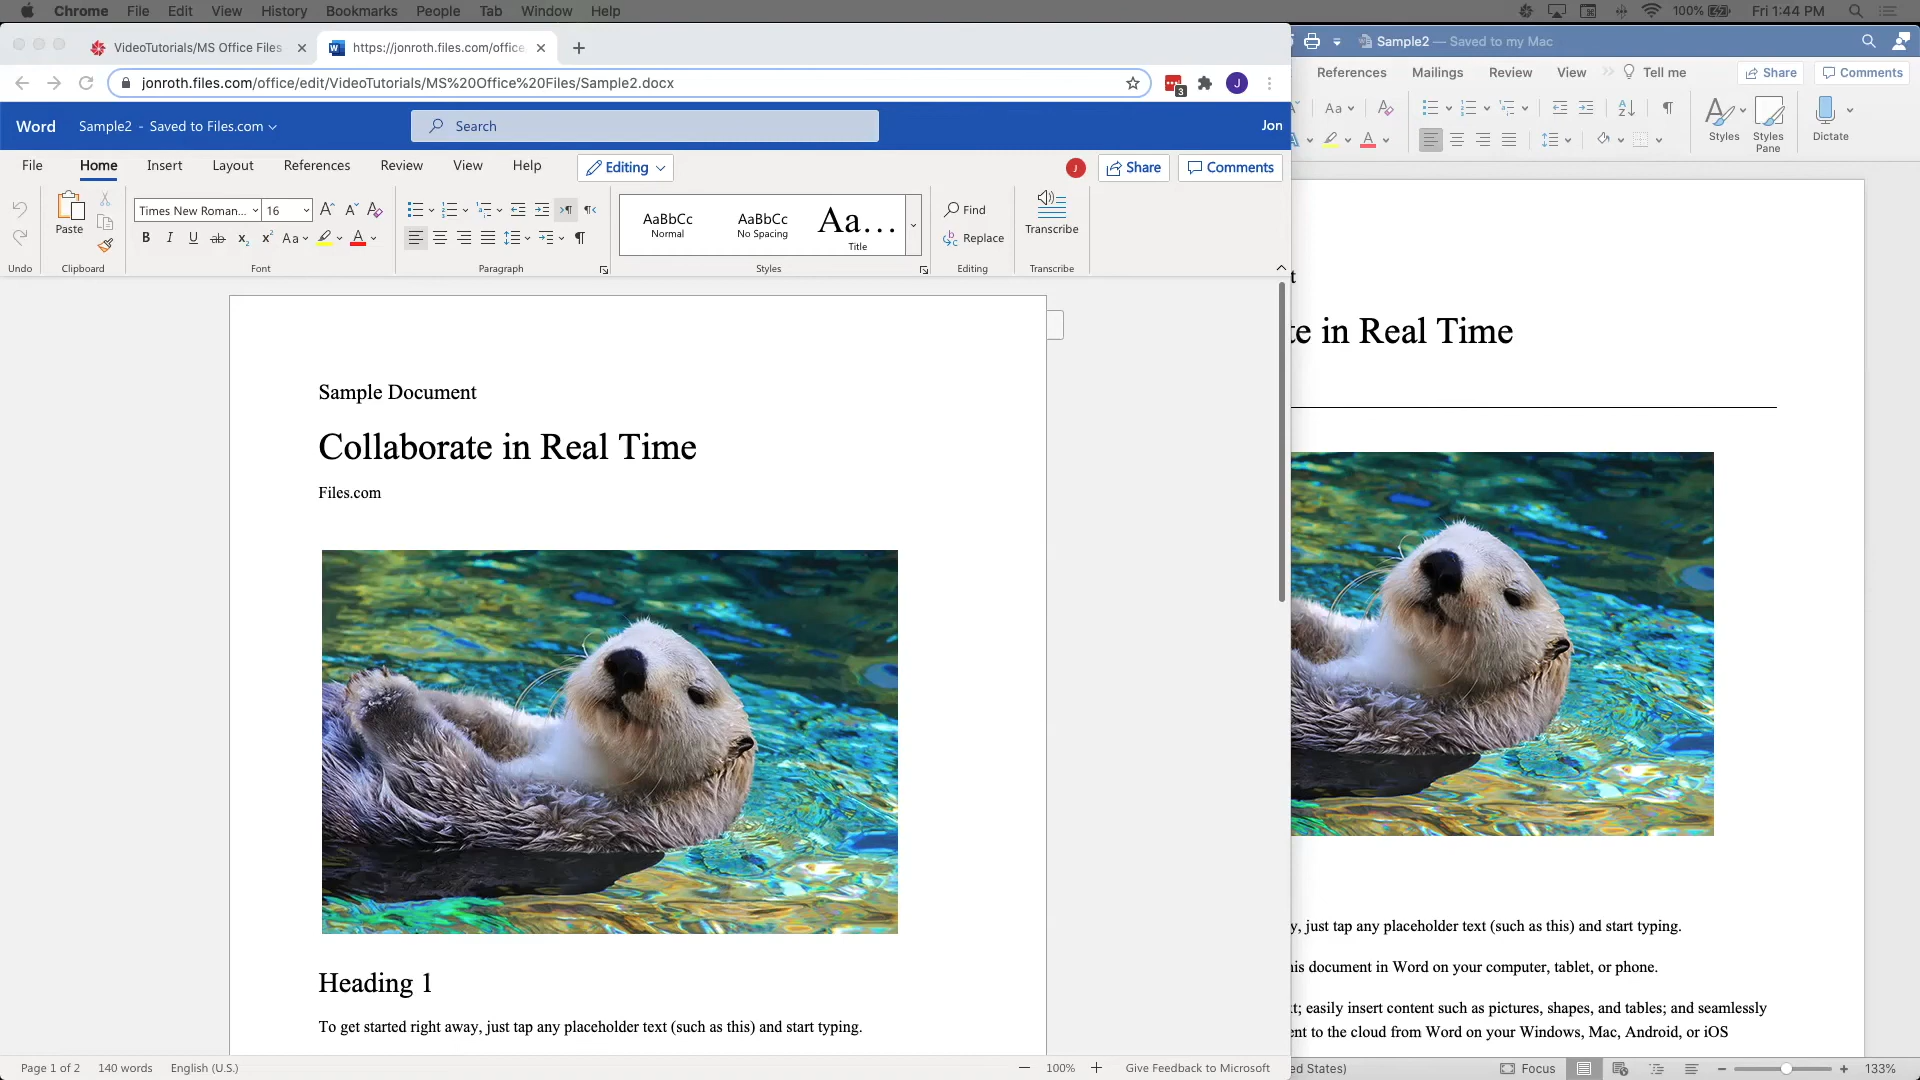 Chrome File Edit View History Bookmarks People Tab Window Help 100% Fri 1:44 PM
VideoTutorials/MS Office Files https://jonroth.files.com/office
jonroth.files.com/office/edit/VideoTutorials/MS%20Office%20Files/Sample2.docx 3 J
Word Sample2 - Saved to Files.com Search Jon
File Home Insert Layout References Review View Help Editing J Share Comments
Paste Times New Roman... 16 Aa
AaBbCc AaBbCc Aa...
Normal No Spacing Title
Find
Replace
Transcribe
Undo Clipboard Font Paragraph Styles Editing Transcribe
Sample Document
Collaborate in Real Time
Files.com
Heading 1
To get started right away, just tap any placeholder text (such as this) and start typing.
Page 1 of 2 140 words English (U.S.) 100% Give Feedback to Microsoft
Sample2 — Saved to my Mac
References Mailings Review View Tell me Share Comments
Aa Styles Styles Pane Dictate
te in Real Time
y, just tap any placeholder text (such as this) and start typing.
is document in Word on your computer, tablet, or phone.
t; easily insert content such as pictures, shapes, and tables; and seamlessly
ent to the cloud from Word on your Windows, Mac, Android, or iOS
ed States) Focus 133%